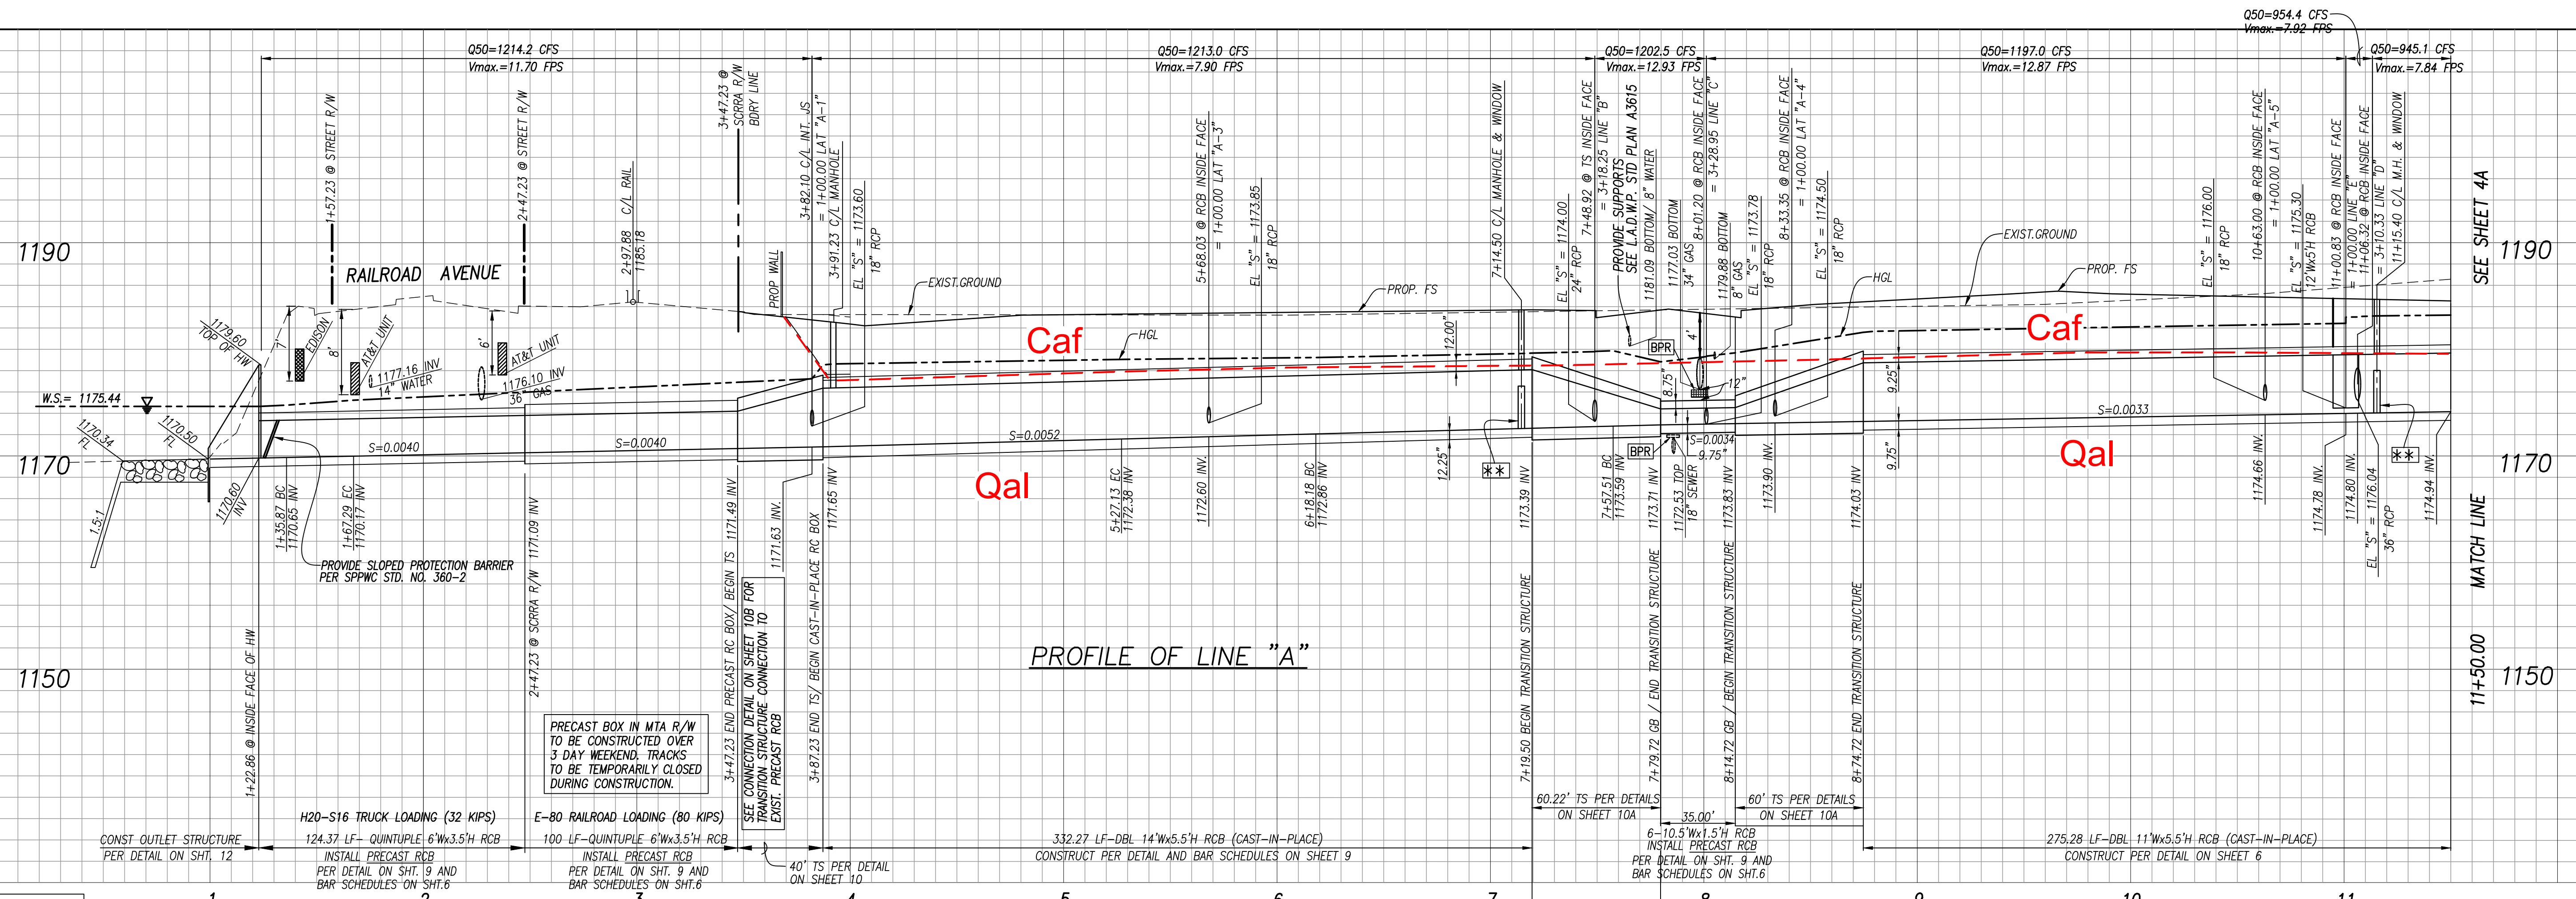 Q50=954.4 CFS
Vmax.=7.92 FPS
Q50=1214.2 CFS
Vmax.=11.70 FPS
Q50=1213.0 CFS
Vmax.=7.90 FPS
Q50=1202.5 CFS
Vmax.=12.93 FPS
Q50=1197.0 CFS
Vmax.=12.87 FPS
Q50=945.1 CFS
Vmax.=7.84 FPS
1+57.23 @ STREET R/W
2+47.23 @ STREET R/W
2+97.88 C/L RAIL
1185.18
3+47.23 @
SCRRA R/W
BDRY LINE
PROP WALL
3+82.10 C/L INT. JS
= 1+00.00 LAT "A-1"
3+91.23 C/L MANHOLE
EL "S" = 1173.60
18" RCP
5+68.03 @ RCB INSIDE FACE
= 1+00.00 LAT "A-3"
EL "S" = 1173.85
18" RCP
7+14.50 C/L MANHOLE & WINDOW
EL "S" = 1174.00
24" RCP
7+48.92 @ TS INSIDE FACE
= 3+18.25 LINE "B"
PROVIDE SUPPORTS
SEE L.A.D.W.P. STD PLAN A3615
1181.09 BOTTOM/ 8" WATER
1177.03 BOTTOM
34" GAS
8+01.20 @ RCB INSIDE FACE
= 3+28.95 LINE "C"
1179.88 BOTTOM
8" GAS
EL "S" = 1173.78
18" RCP
8+33.35 @ RCB INSIDE FACE
= 1+00.00 LAT "A-4"
EL "S" = 1174.50
18" RCP
EL "S" = 1176.00
18" RCP
10+63.00 @ RCB INSIDE FACE
= 1+00.00 LAT "A-5"
EL "S" = 1175.30
12'Wx5'H RCB
11+00.83 @ RCB INSIDE FACE
= 1+00.00 LINE "E"
11+06.32 @ RCB INSIDE FACE
= 3+10.33 LINE "D"
11+15.40 C/L M.H. & WINDOW
SEE SHEET 4A
1190
1190
RAILROAD AVENUE
EXIST.GROUND
PROP. FS
EXIST.GROUND
PROP. FS
HGL
HGL
Caf
Caf
1179.60
TOP OF HW
7'
EDISON
8'
AT&T UNIT
6'
AT&T UNIT
1177.16 INV
14" WATER
1176.10 INV
36" GAS
12.00"
BPR
4'
8.75"
12"
9.25"
W.S.= 1175.44
1170.34
FL
1170.50
FL
S=0.0040
S=0.0040
S=0.0052
S=0.0034
S=0.0033
1170
1170
Qal
Qal
12.25"
**
BPR
9.75"
9.75"
**
1.5:1
1170.60
INV
1+35.87 BC
1170.65 INV
1+67.29 EC
1170.17 INV
PROVIDE SLOPED PROTECTION BARRIER
PER SPPWC STD. NO. 360-2
2+47.23 @ SCRRA R/W 1171.09 INV
3+47.23 END PRECAST RC BOX/ BEGIN TS 1171.49 INV
1171.63 INV.
3+87.23 END TS/ BEGIN CAST-IN-PLACE RC BOX
1171.65 INV
5+27.13 EC
1172.38 INV
1172.60 INV.
6+18.18 BC
1172.86 INV
7+19.50 BEGIN TRANSITION STRUCTURE
1173.39 INV
7+57.51 BC
1173.59 INV
7+79.72 GB / END TRANSITION STRUCTURE
1173.71 INV
1172.53 TOP
18" SEWER
8+14.72 GB / BEGIN TRANSITION STRUCTURE
1173.83 INV
1173.90 INV.
8+74.72 END TRANSITION STRUCTURE
1174.03 INV
1174.66 INV.
1174.78 INV.
1174.80 INV.
EL "S" = 1176.04
36" RCP
1174.94 INV.
1+22.86 @ INSIDE FACE OF HW
SEE CONNECTION DETAIL ON SHEET 10B FOR
TRANSITION STRUCTURE CONNECTION TO
EXIST. PRECAST RCB
PROFILE OF LINE "A"
1150
1150
11+50.00 MATCH LINE
PRECAST BOX IN MTA R/W
TO BE CONSTRUCTED OVER
3 DAY WEEKEND. TRACKS
TO BE TEMPORARILY CLOSED
DURING CONSTRUCTION.
H20-S16 TRUCK LOADING (32 KIPS)
E-80 RAILROAD LOADING (80 KIPS)
CONST OUTLET STRUCTURE
PER DETAIL ON SHT. 12
124.37 LF- QUINTUPLE 6'Wx3.5'H RCB
INSTALL PRECAST RCB
PER DETAIL ON SHT. 9 AND
BAR SCHEDULES ON SHT.6
100 LF-QUINTUPLE 6'Wx3.5'H RCB
INSTALL PRECAST RCB
PER DETAIL ON SHT. 9 AND
BAR SCHEDULES ON SHT.6
40' TS PER DETAIL
ON SHEET 10
332.27 LF-DBL 14'Wx5.5'H RCB (CAST-IN-PLACE)
CONSTRUCT PER DETAIL AND BAR SCHEDULES ON SHEET 9
60.22' TS PER DETAILS
ON SHEET 10A
35.00'
6-10.5'Wx1.5'H RCB
INSTALL PRECAST RCB
PER DETAIL ON SHT. 9 AND
BAR SCHEDULES ON SHT.6
60' TS PER DETAILS
ON SHEET 10A
275.28 LF-DBL 11'Wx5.5'H RCB (CAST-IN-PLACE)
CONSTRUCT PER DETAIL ON SHEET 6
1 2 3 4 5 6 7 8 9 10 11